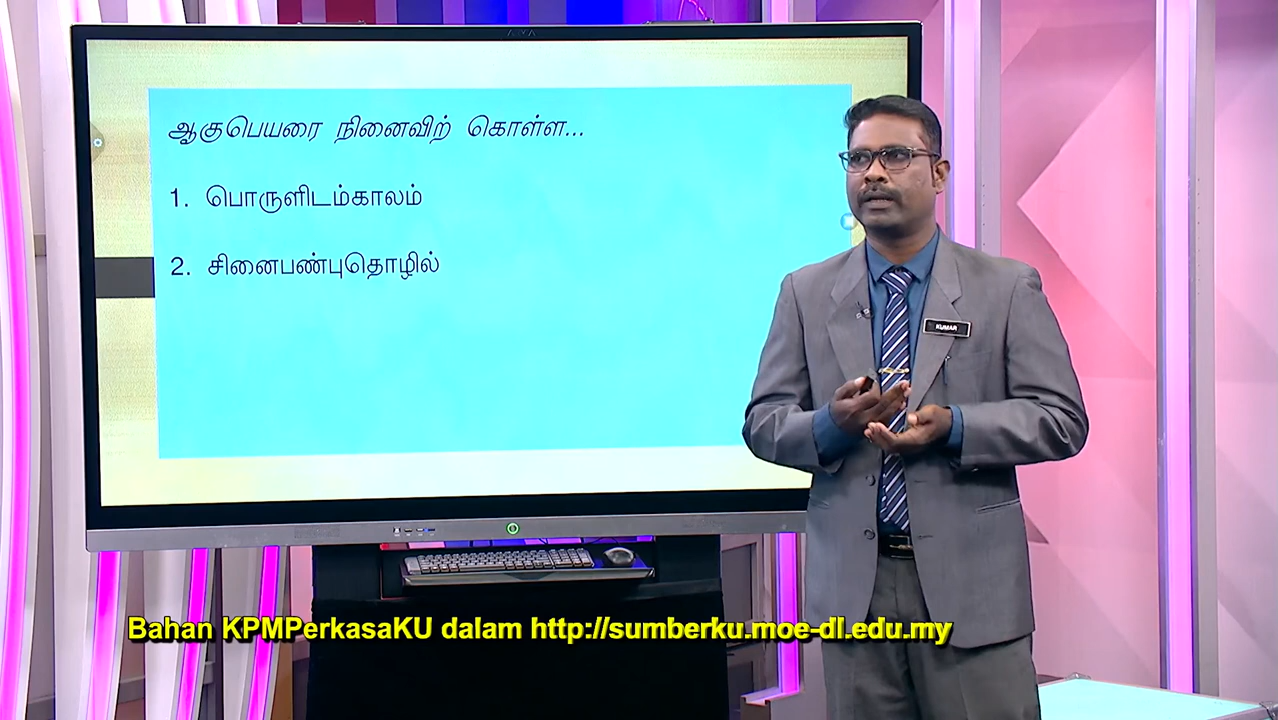 ஆகுபெயரை நினைவிற் கொள்ள...
1. பொருளிடம்காலம்
2. சினைபண்புதொழில்
KUMAR
Bahan KPMPerkasaKU dalam http://sumberku.moe-dl.edu.my